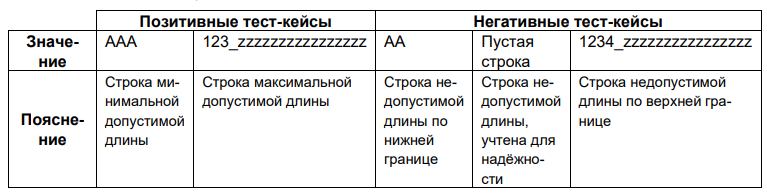 Позитивные тест-кейсы
Негативные тест-кейсы
Значе-
ние
AAA
123_zzzzzzzzzzzzzzzz
AA
Пустая
строка
1234_zzzzzzzzzzzzzzzz
Поясне-
ние
Строка ми-
нимальной
допустимой
длины
Строка максимальной
допустимой длины
Строка не-
допустимой
длины по
нижней
границе
Строка не-
допустимой
длины,
учтена для
надёжно-
сти
Строка недопустимой
длины по верхней гра-
нице